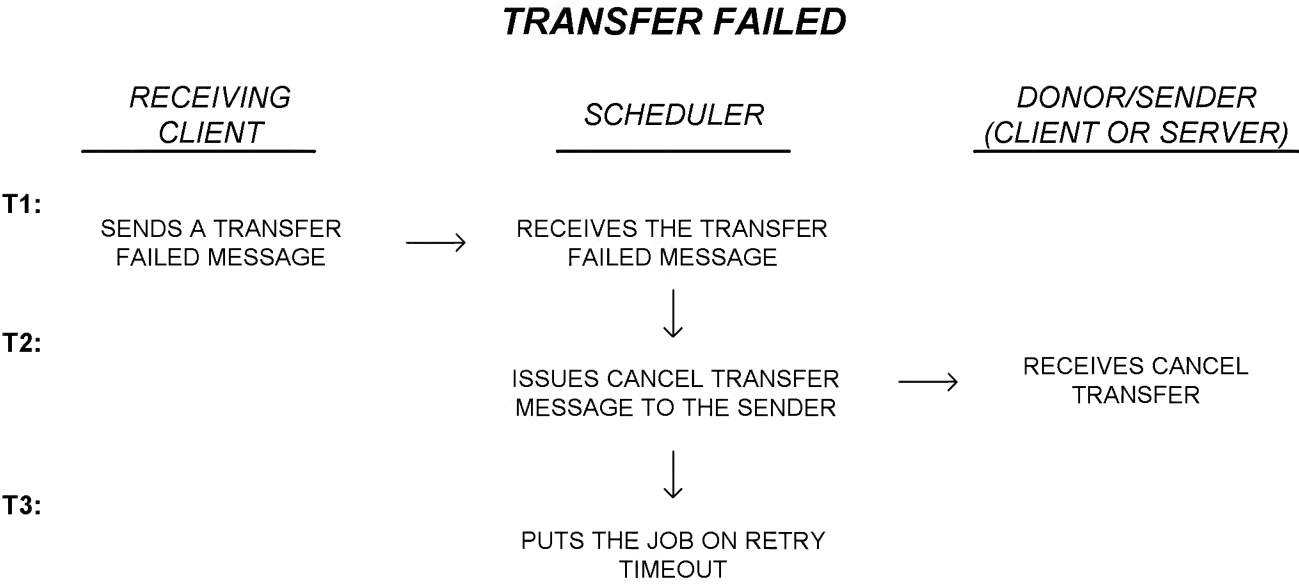 TRANSFER FAILED
RECEIVING
CLIENT
SCHEDULER
DONOR/SENDER
(CLIENT OR SERVER)
T1:
SENDS A TRANSFER
FAILED MESSAGE
RECEIVES THE TRANSFER
FAILED MESSAGE
T2:
ISSUES CANCEL TRANSFER
MESSAGE TO THE SENDER
RECEIVES CANCEL
TRANSFER
T3:
PUTS THE JOB ON RETRY
TIMEOUT